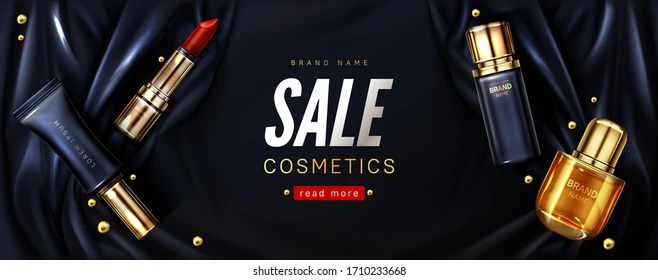 BRAND NAME
SALE
COSMETICS
read more
LOREM IPSUM
BRAND
NAME
BRAND
NAME
shutterstock.com · 1710233668